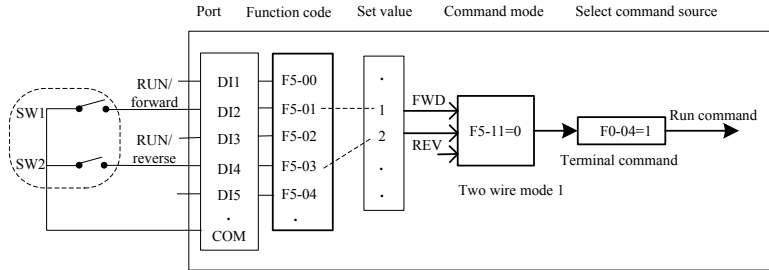 Port Function code Set value Command mode Select command source
RUN/
forward
RUN/
reverse
SW1
SW2
DI1
DI2
DI3
DI4
DI5
.
COM
F5-00
F5-01
F5-02
F5-03
F5-04
.
.
1
2
.
.
FWD
REV
F5-11=0
Two wire mode 1
F0-04=1
Terminal command
Run command